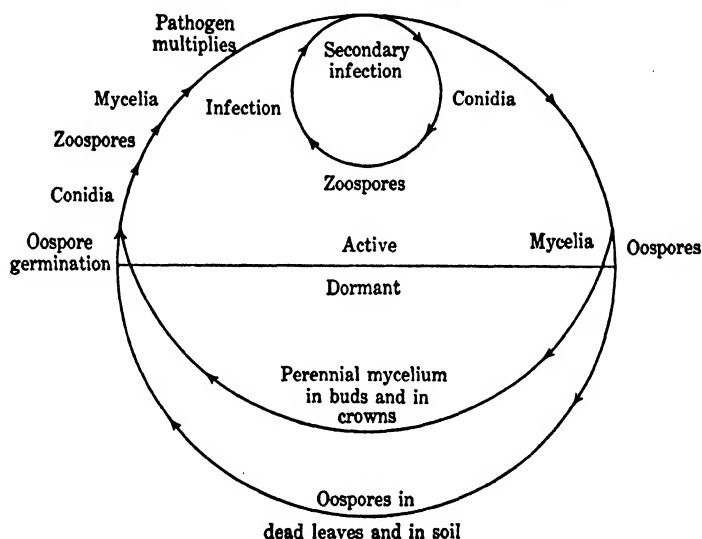 Pathogen
multiplies
Secondary
infection
Mycelia
Infection
Conidia
Zoospores
Zoospores
Conidia
Oospore
germination
Active
Mycelia
Oospores
Dormant
Perennial mycelium
in buds and in
crowns
Oospores in
dead leaves and in soil